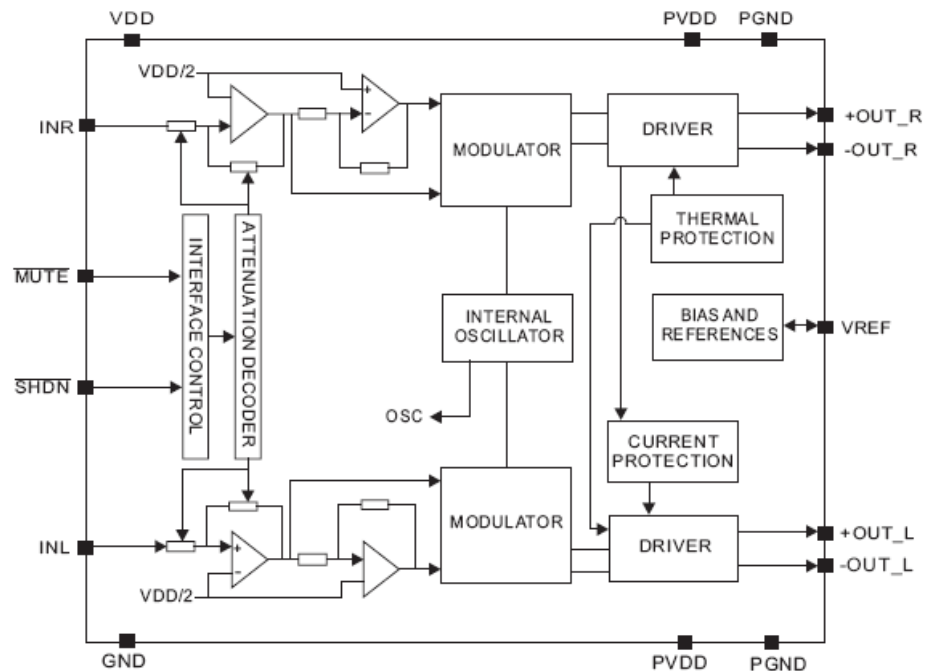 VDD
PVDD
PGND
VDD/2
INR
+
−
MODULATOR
DRIVER
+OUT_R
-OUT_R
THERMAL
PROTECTION
INTERFACE CONTROL
ATTENUATION DECODER
MUTE
INTERNAL
OSCILLATOR
BIAS AND
REFERENCES
VREF
SHDN
OSC
CURRENT
PROTECTION
MODULATOR
DRIVER
+OUT_L
-OUT_L
INL
+
−
VDD/2
GND
PVDD
PGND